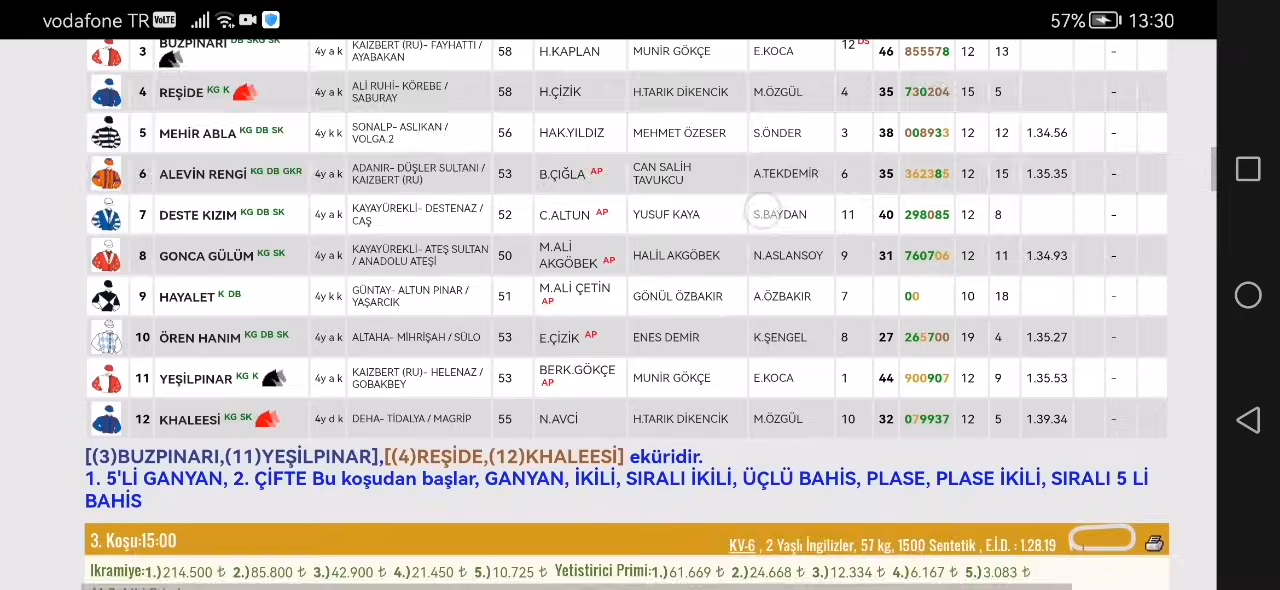 vodafone TR VoLTE 57% 13:30
3 BUZPINARI DB SKG SK 4y a k KAIZBERT (RU)- FAYHATTI / AYABAKAN 58 H.KAPLAN MUNİR GÖKÇE E.KOCA 12 DS 46 855578 12 13 -
4 REŞİDE KG K 4y a k ALİ RUHİ- KÖREBE / SABURAY 58 H.ÇİZİK H.TARIK DİKENCİK M.ÖZGÜL 4 35 730204 15 5 -
5 MEHİR ABLA KG DB SK 4y k k SONALP- ASLIKAN / VOLGA.2 56 HAK.YILDIZ MEHMET ÖZESER S.ÖNDER 3 38 008933 12 12 1.34.56 -
6 ALEVİN RENGİ KG DB GKR 4y a k ADANIR- DÜŞLER SULTANI / KAIZBERT (RU) 53 B.ÇIĞLA AP CAN SALİH TAVUKCU A.TEKDEMİR 6 35 362385 12 15 1.35.35 -
7 DESTE KIZIM KG DB SK 4y a k KAYAYÜREKLİ- DESTENAZ / CAŞ 52 C.ALTUN AP YUSUF KAYA S.BAYDAN 11 40 298085 12 8 -
8 GONCA GÜLÜM KG SK 4y a k KAYAYÜREKLİ- ATEŞ SULTAN / ANADOLU ATEŞİ 50 M.ALİ AKGÖBEK AP HALİL AKGÖBEK N.ASLANSOY 9 31 760706 12 11 1.34.93 -
9 HAYALET K DB 4y k k GÜNTAY- ALTUN PINAR / YAŞARCIK 51 M.ALİ ÇETİN AP GÖNÜL ÖZBAKIR A.ÖZBAKIR 7 00 10 18 -
10 ÖREN HANIM KG DB SK 4y a k ALTAHA- MİHRİŞAH / SÜLO 53 E.ÇİZİK AP ENES DEMİR K.ŞENGEL 8 27 265700 19 4 1.35.27 -
11 YEŞİLPINAR KG K 4y a k KAIZBERT (RU)- HELENAZ / GOBAKBEY 53 BERK.GÖKÇE AP MUNİR GÖKÇE E.KOCA 1 44 900907 12 9 1.35.53 -
12 KHALEESİ KG SK 4y d k DEHA- TİDALYA / MAGRİP 55 N.AVCİ H.TARIK DİKENCİK M.ÖZGÜL 10 32 079937 12 5 1.39.34 -
[(3)BUZPINARI,(11)YEŞİLPINAR],[(4)REŞİDE,(12)KHALEESİ] eküridir.
1. 5'Lİ GANYAN, 2. ÇİFTE Bu koşudan başlar, GANYAN, İKİLİ, SIRALI İKİLİ, ÜÇLÜ BAHİS, PLASE, PLASE İKİLİ, SIRALI 5 Lİ
BAHİS
3. Koşu:15:00
KV-6 , 2 Yaşlı İngilizler, 57 kg, 1500 Sentetik , E.İ.D. : 1.28.19
Ikramiye:1.)214.500 ₺ 2.)85.800 ₺ 3.)42.900 ₺ 4.)21.450 ₺ 5.)10.725 ₺ Yetistirici Primi:1.)61.669 ₺ 2.)24.668 ₺ 3.)12.334 ₺ 4.)6.167 ₺ 5.)3.083 ₺